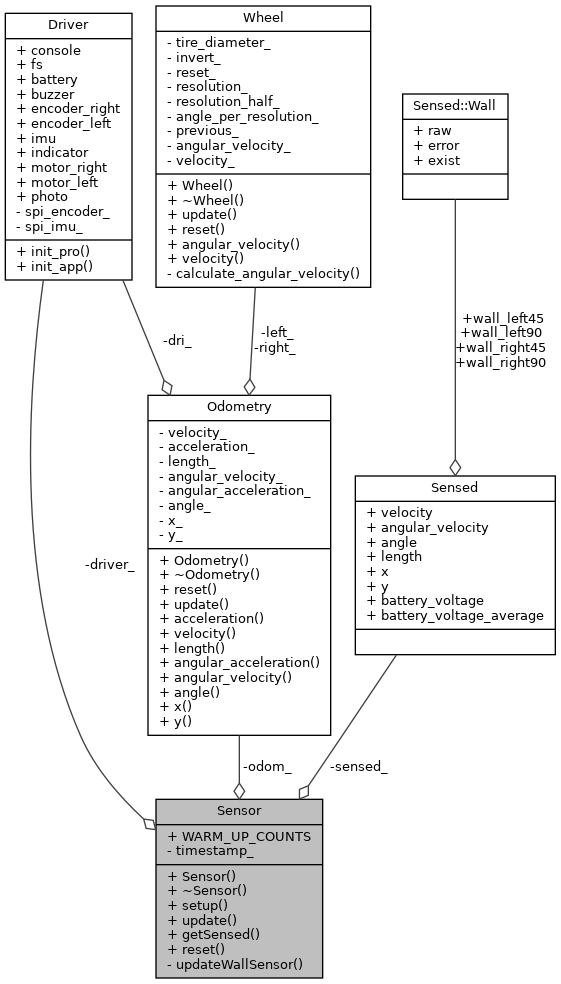 Driver
+ console
+ fs
+ battery
+ buzzer
+ encoder_right
+ encoder_left
+ imu
+ indicator
+ motor_right
+ motor_left
+ photo
- spi_encoder_
- spi_imu_
+ init_pro()
+ init_app()
Wheel
- tire_diameter_
- invert_
- reset_
- resolution_
- resolution_half_
- angle_per_resolution_
- previous_
- angular_velocity_
- velocity_
+ Wheel()
+ ~Wheel()
+ update()
+ reset()
+ angular_velocity()
+ velocity()
- calculate_angular_velocity()
Sensed::Wall
+ raw
+ error
+ exist
-dri_
-left_
-right_
+wall_left45
+wall_left90
+wall_right45
+wall_right90
Odometry
- velocity_
- acceleration_
- length_
- angular_velocity_
- angular_acceleration_
- angle_
- x_
- y_
+ Odometry()
+ ~Odometry()
+ reset()
+ update()
+ acceleration()
+ velocity()
+ length()
+ angular_acceleration()
+ angular_velocity()
+ angle()
+ x()
+ y()
Sensed
+ velocity
+ angular_velocity
+ angle
+ length
+ x
+ y
+ battery_voltage
+ battery_voltage_average
-driver_
-odom_
-sensed_
Sensor
+ WARM_UP_COUNTS
- timestamp_
+ Sensor()
+ ~Sensor()
+ setup()
+ update()
+ getSensed()
+ reset()
- updateWallSensor()